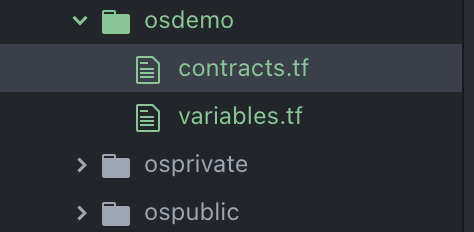 osdemo
contracts.tf
variables.tf
osprivate
ospublic